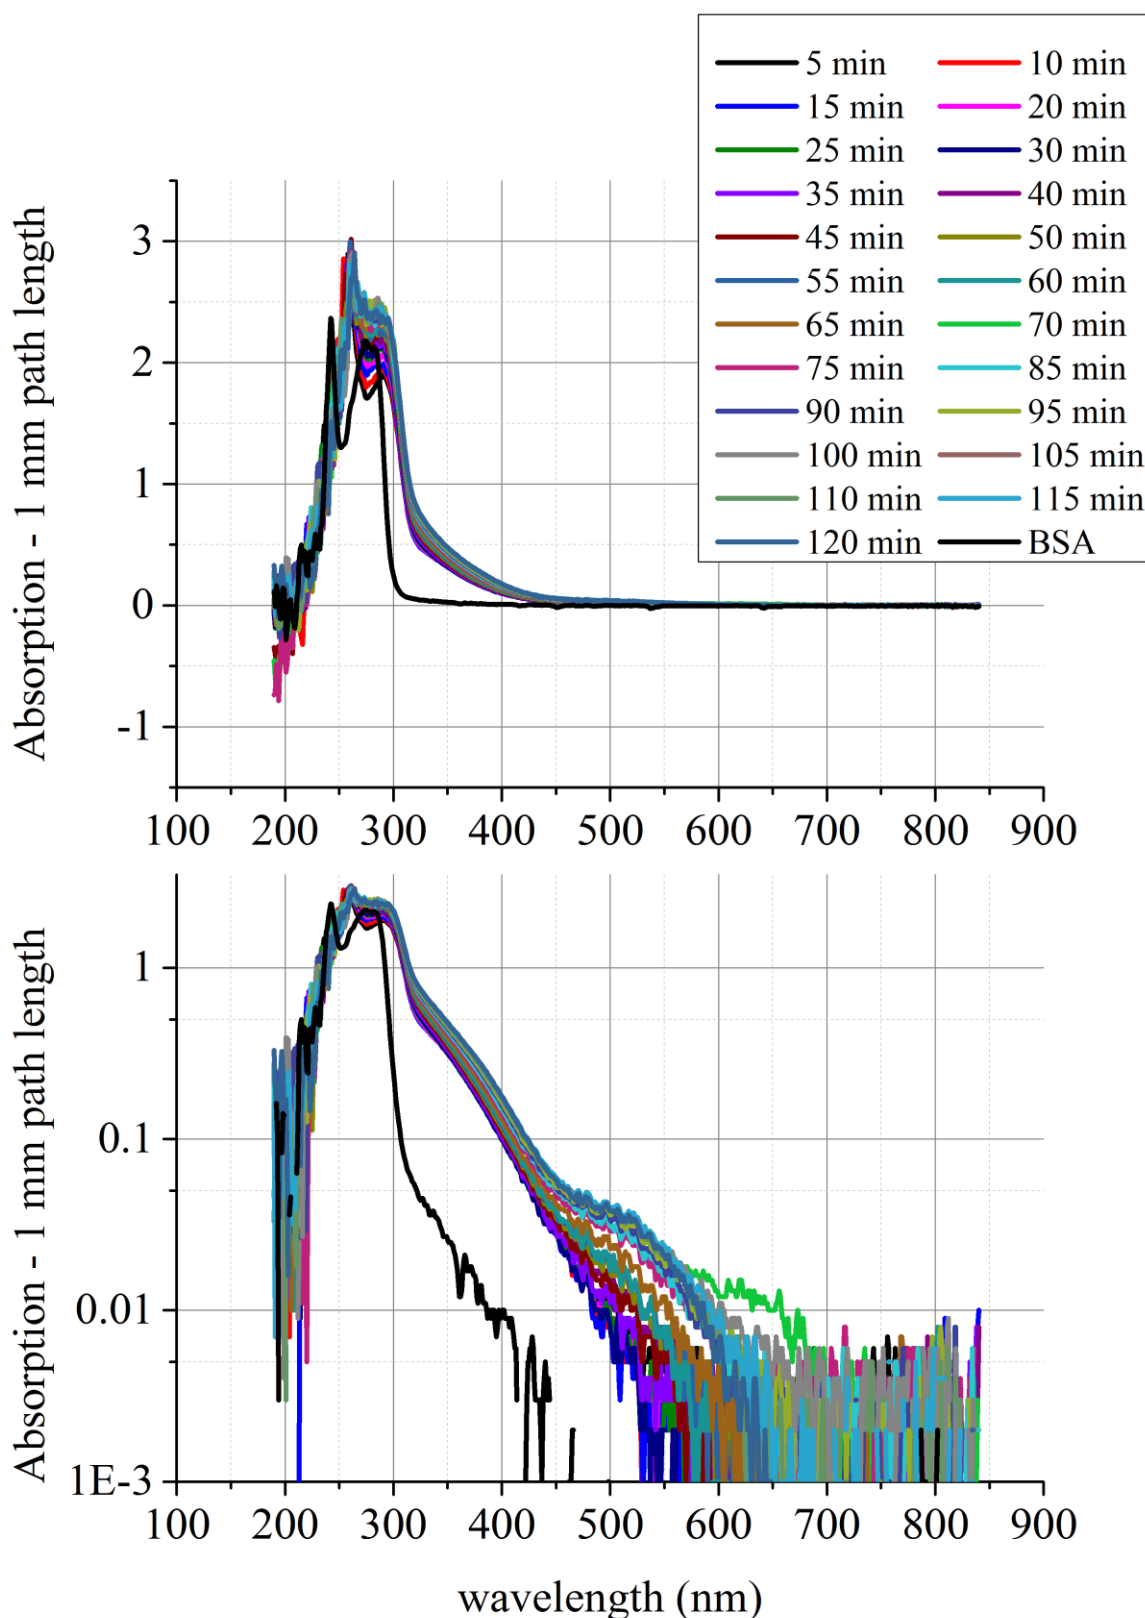 5 min 10 min
15 min 20 min
25 min 30 min
35 min 40 min
45 min 50 min
55 min 60 min
65 min 70 min
75 min 85 min
90 min 95 min
100 min 105 min
110 min 115 min
120 min BSA
Absorption - 1 mm path length
3
2
1
0
-1
100 200 300 400 500 600 700 800 900
Absorption - 1 mm path length
1
0.1
0.01
1E-3
100 200 300 400 500 600 700 800 900
wavelength (nm)